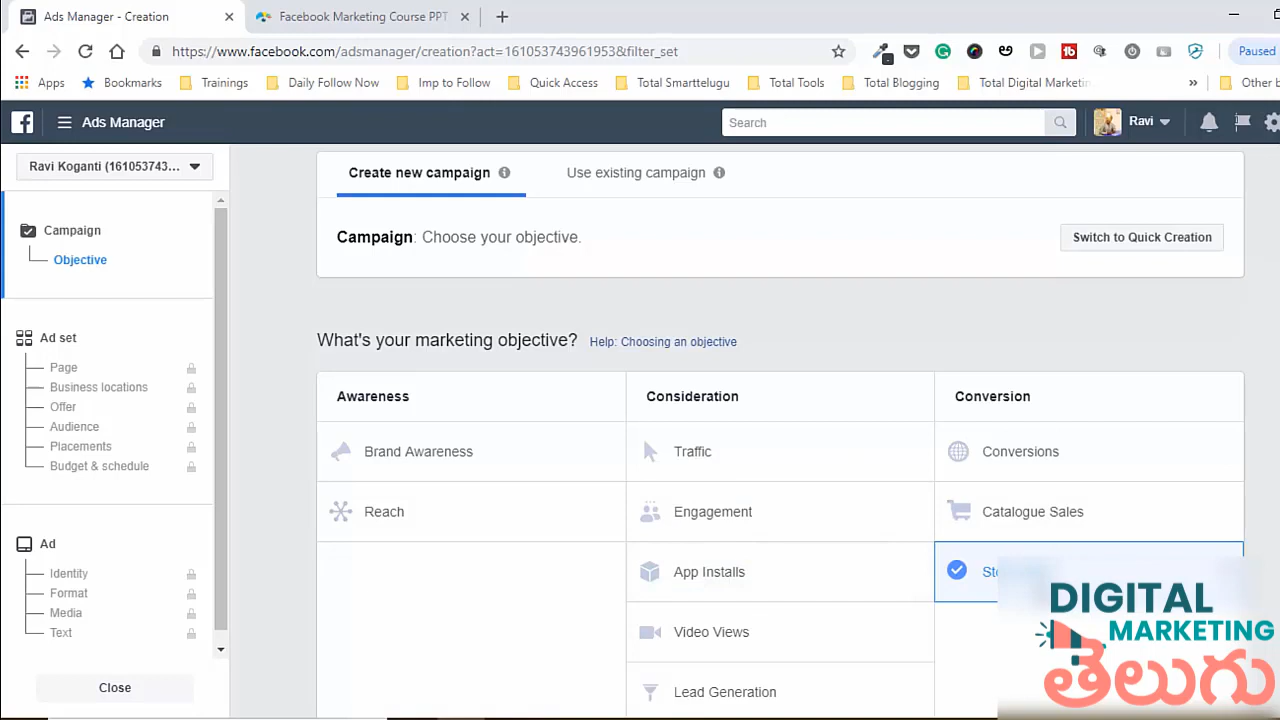 Ads Manager - Creation
Facebook Marketing Course PPT
https://www.facebook.com/adsmanager/creation?act=161053743961953&filter_set
Paused
Apps Bookmarks Trainings Daily Follow Now Imp to Follow Quick Access Total Smarttelugu Total Tools Total Blogging Total Digital Marketin » Other b
Ads Manager
Search
Ravi
Ravi Koganti (161053743...
Campaign
Objective
Ad set
Page
Business locations
Offer
Audience
Placements
Budget & schedule
Ad
Identity
Format
Media
Text
Close
Create new campaign
Use existing campaign
Campaign: Choose your objective.
Switch to Quick Creation
What's your marketing objective? Help: Choosing an objective
Awareness Consideration Conversion
Brand Awareness Traffic Conversions
Reach Engagement Catalogue Sales
App Installs
Video Views
Lead Generation
DIGITAL
MARKETING
తెలుగు